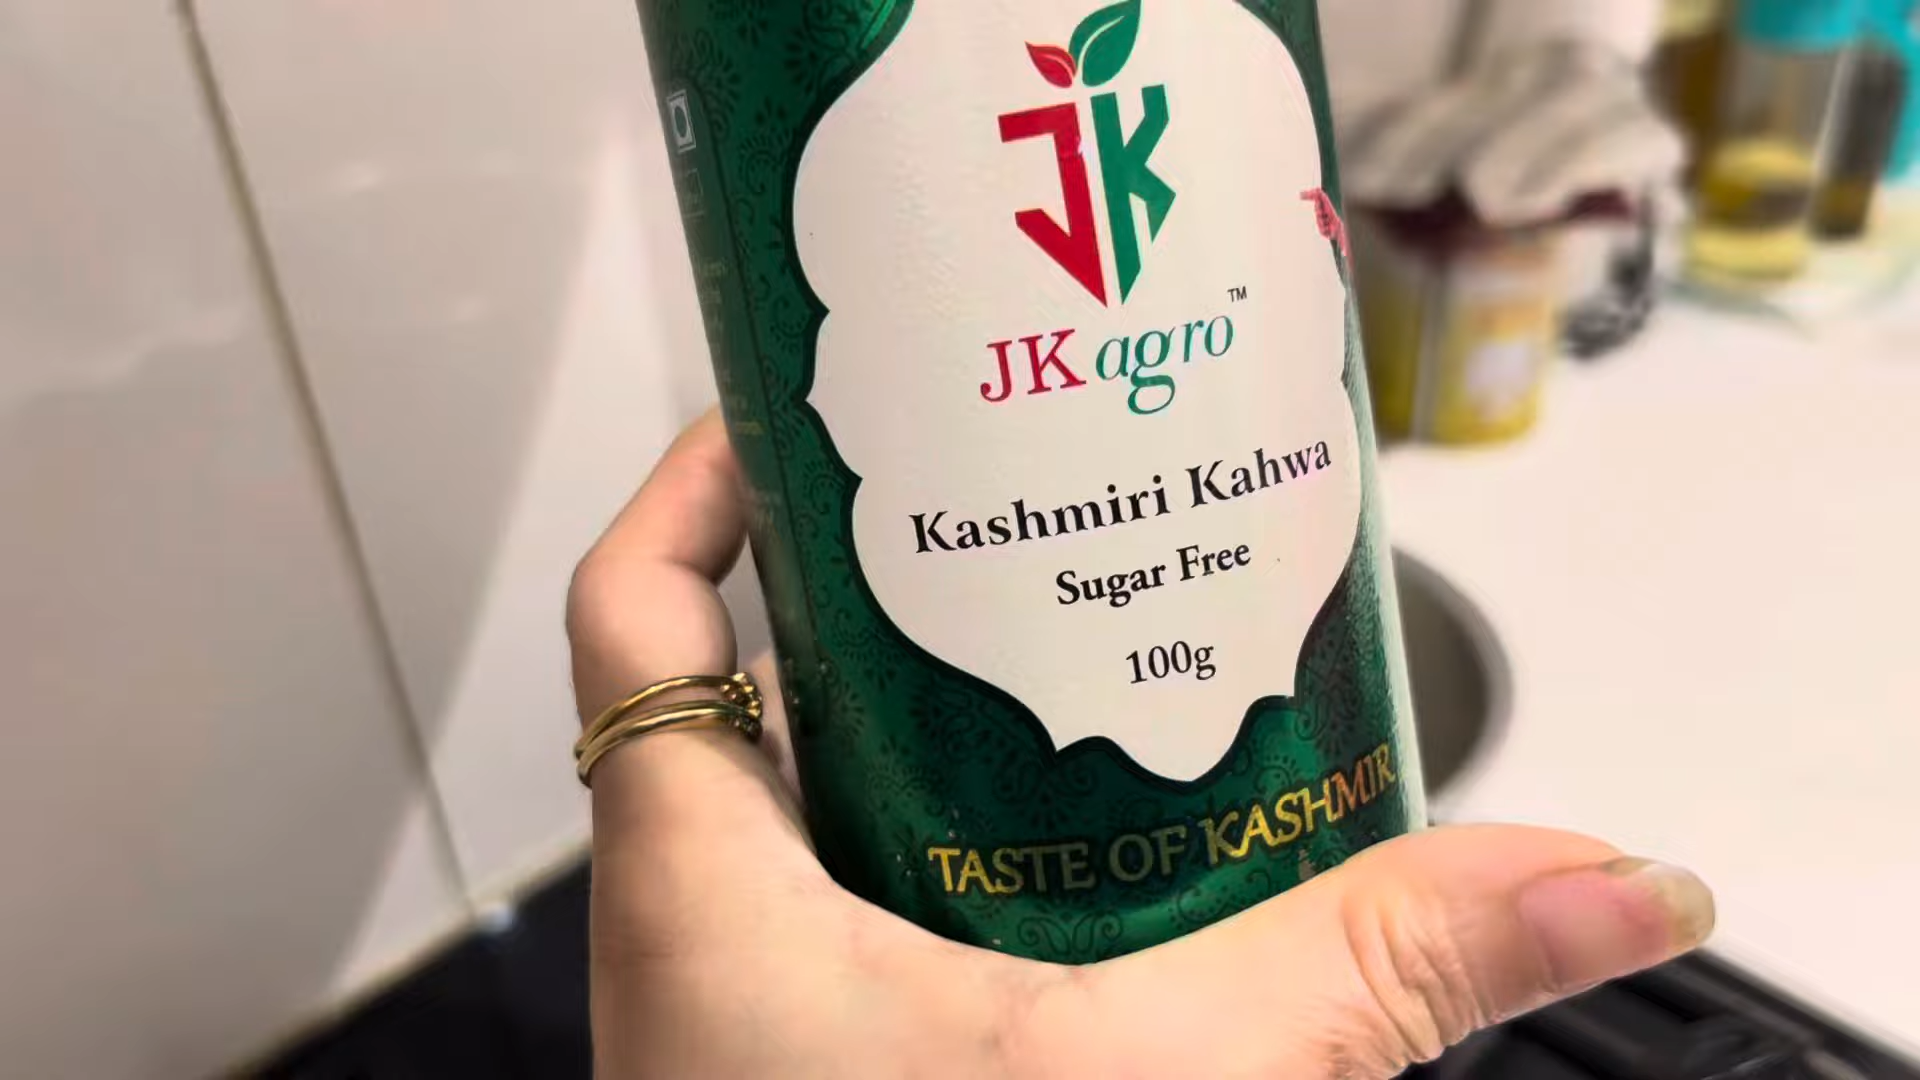 JK
JK agro™
Kashmiri Kahwa
Sugar Free
100g
TASTE OF KASHMIR